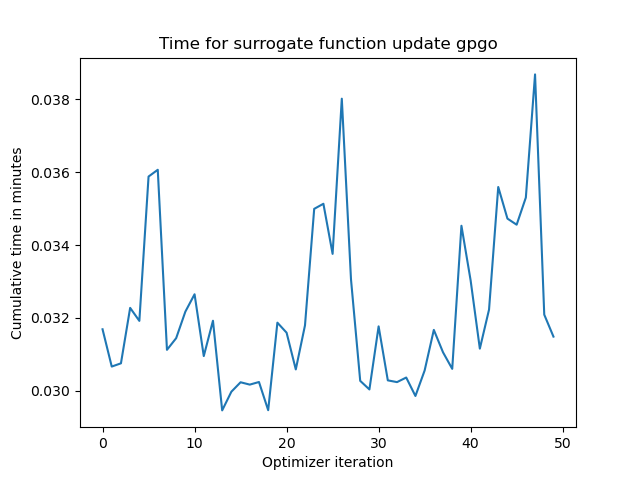 Time for surrogate function update gpgo
Cumulative time in minutes
0.038
0.036
0.034
0.032
0.030
0 10 20 30 40 50
Optimizer iteration